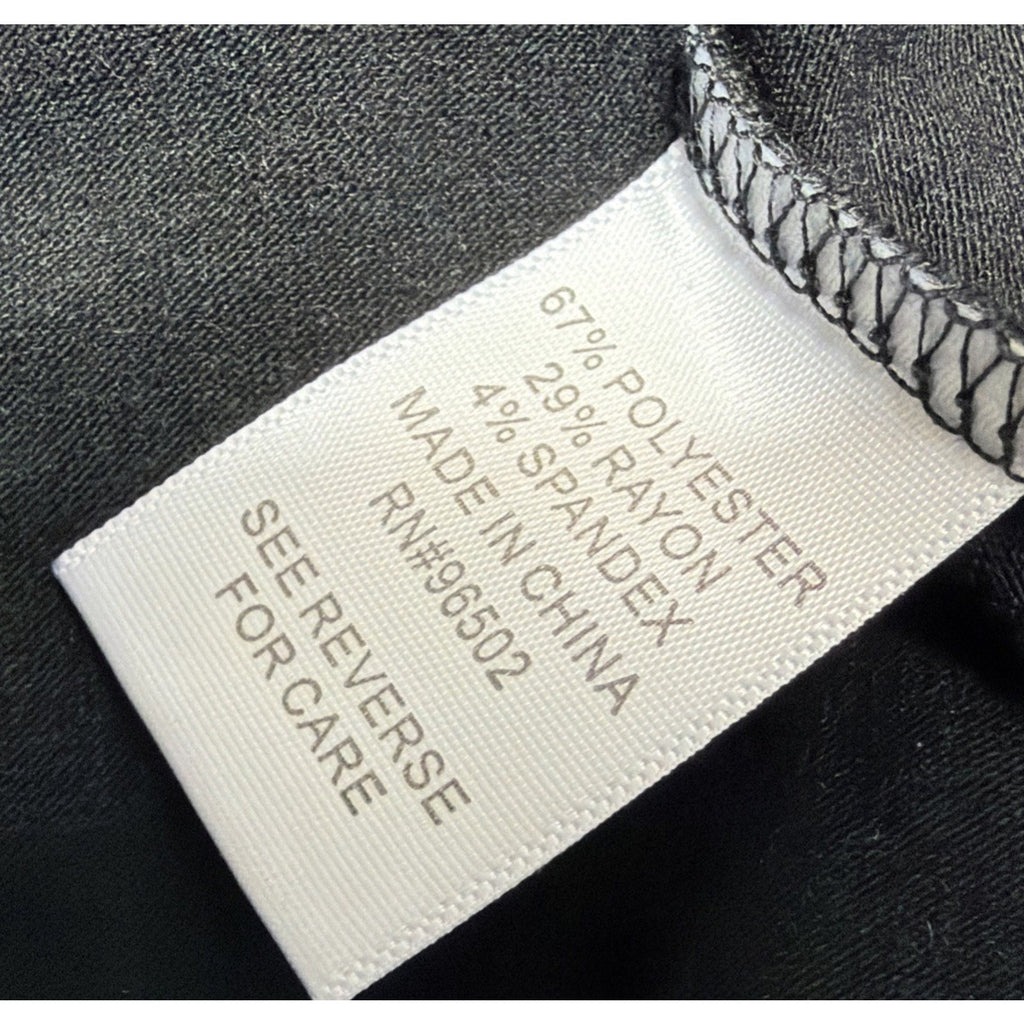 67% POLYESTER
29% RAYON
4% SPANDEX
MADE IN CHINA
RN#96502
SEE REVERSE
FOR CARE